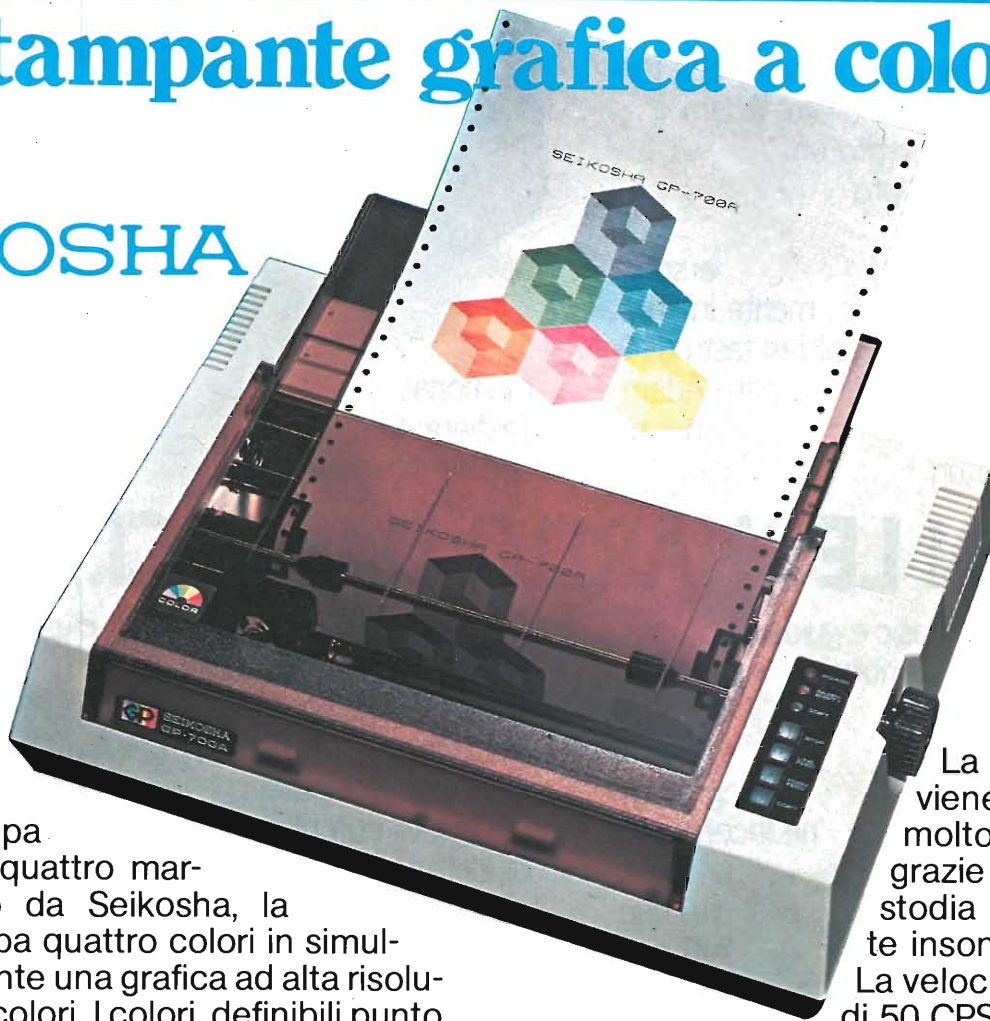 tampante grafica a colo
OSHA
SEIKOSHA GP-700A
SEIKOSHA GP-700A
COLOR
GP SEIKOSHA
GP-700A
pa
quattro mar-
da Seikosha, la
pa quattro colori in simul-
nte una grafica ad alta risolu-
colori. I colori, definibili punto
La
viene
molto
grazie
stodia
te inson
La veloc
di 50 CPS